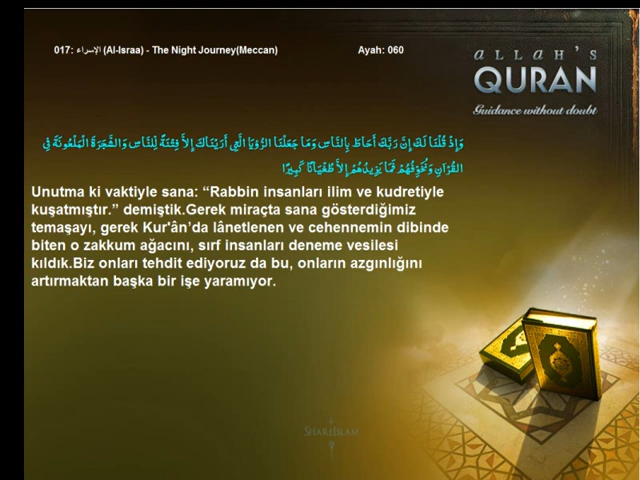 017: الإسراء (Al-Israa) - The Night Journey(Meccan) Ayah: 060
ALLAH'S
QURAN
Guidance without doubt
وَإِذْ قُلْنَا لَكَ إِنَّ رَبَّكَ أَحَاطَ بِالنَّاسِ وَمَا جَعَلْنَا الرُّؤْيَا الَّتِي أَرَيْنَاكَ إِلاَّ فِتْنَةً لِّلنَّاسِ وَالشَّجَرَةَ الْمَلْعُونَةَ فِي
القُرْآنِ وَنُخَوِّفُهُمْ فَمَا يَزِيدُهُمْ إِلاَّ طُغْيَانًا كَبِيرًا
Unutma ki vaktiyle sana: “Rabbin insanları ilim ve kudretiyle
kuşatmıştır.” demiştik.Gerek miraçta sana gösterdiğimiz
temaşayı, gerek Kur'ân’da lânetlenen ve cehennemin dibinde
biten o zakkum ağacını, sırf insanları deneme vesilesi
kıldık.Biz onları tehdit ediyoruz da bu, onların azgınlığını
artırmaktan başka bir işe yaramıyor.
SHAREISLAM